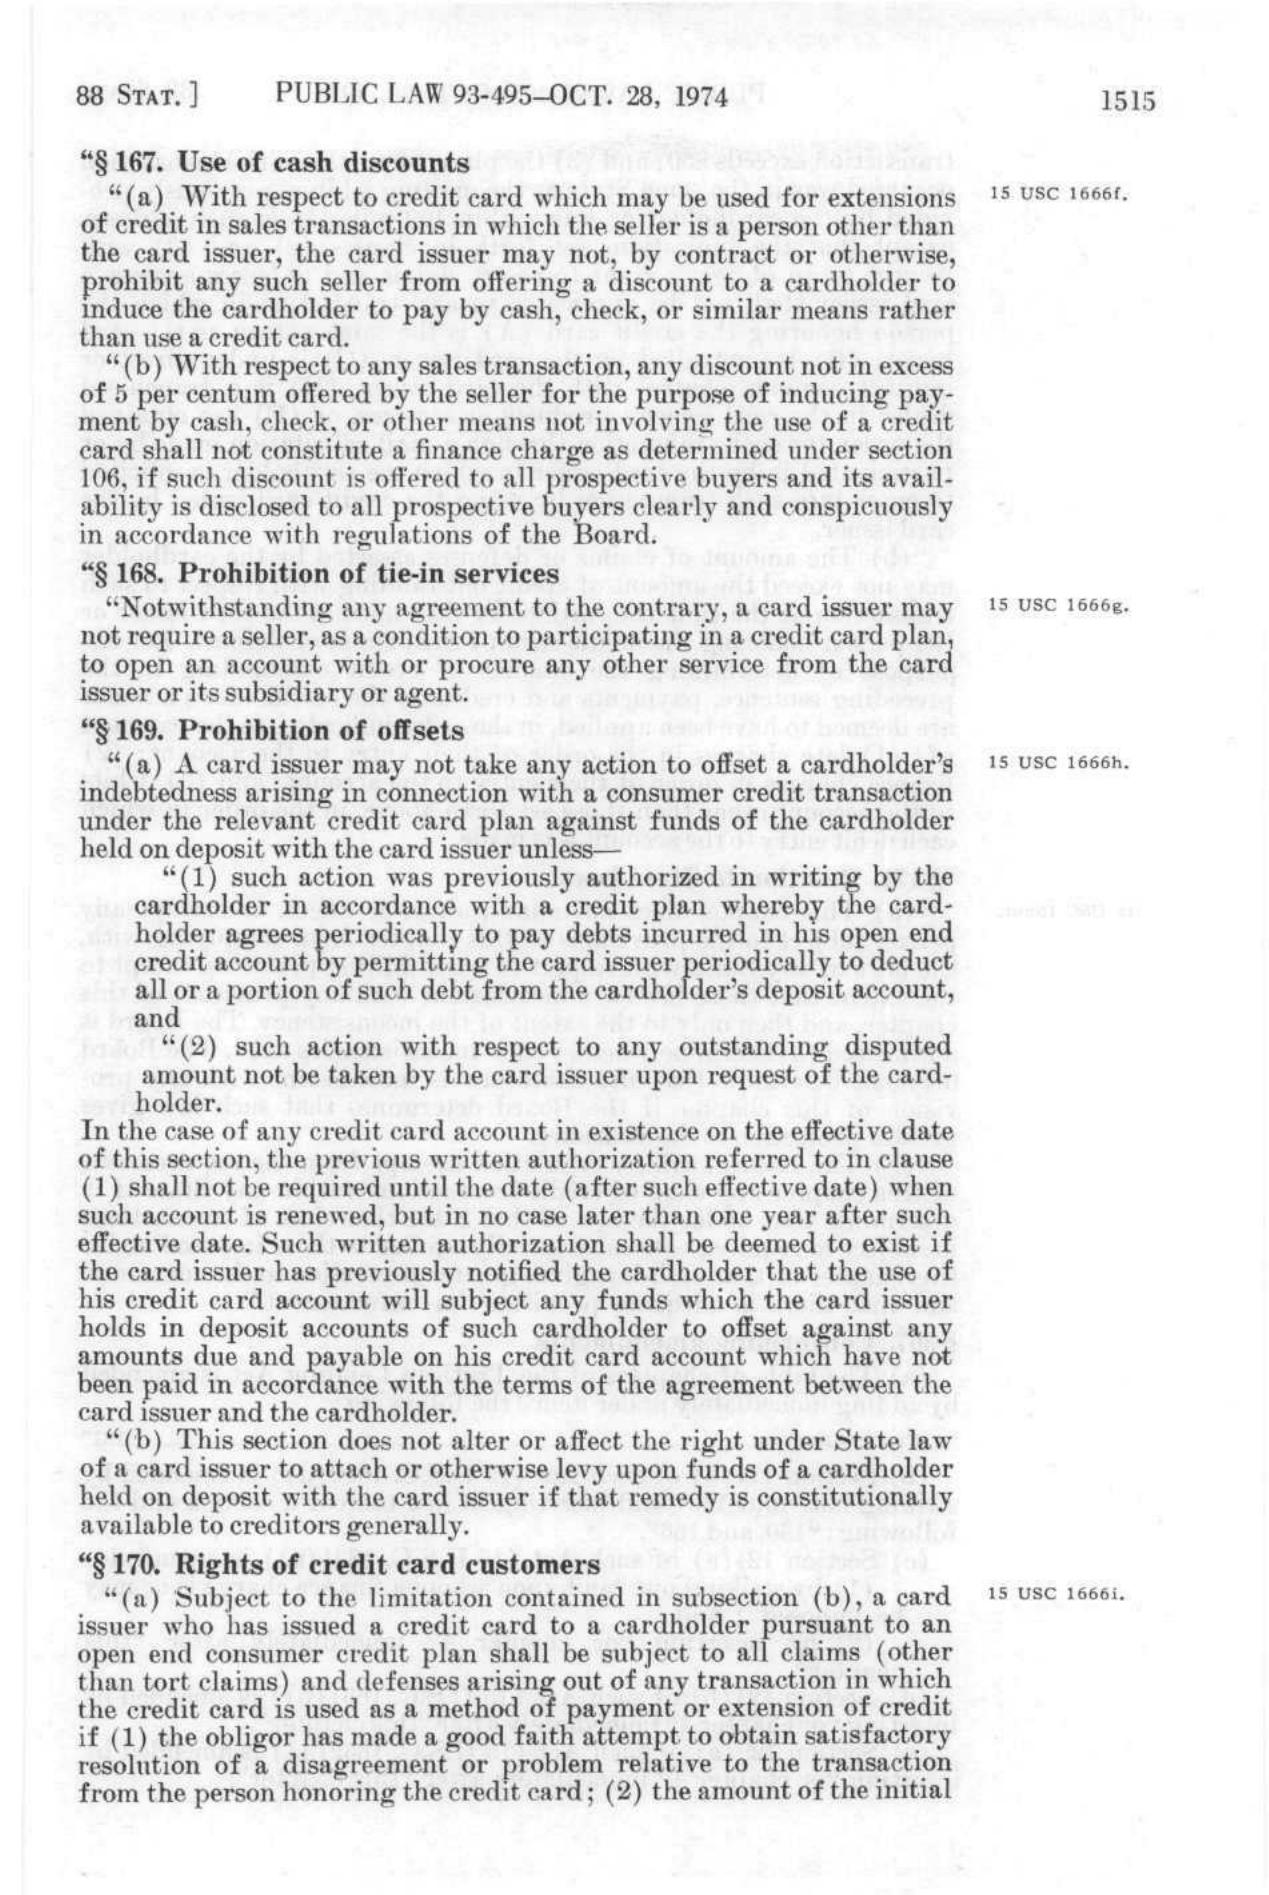 88 STAT. ] PUBLIC LAW 93-495–OCT. 28, 1974 1515
“§ 167. Use of cash discounts
“(a) With respect to credit card which may be used for extensions 15 USC 1666f.
of credit in sales transactions in which the seller is a person other than
the card issuer, the card issuer may not, by contract or otherwise,
prohibit any such seller from offering a discount to a cardholder to
induce the cardholder to pay by cash, check, or similar means rather
than use a credit card.
“(b) With respect to any sales transaction, any discount not in excess
of 5 per centum offered by the seller for the purpose of inducing pay-
ment by cash, check, or other means not involving the use of a credit
card shall not constitute a finance charge as determined under section
106, if such discount is offered to all prospective buyers and its avail-
ability is disclosed to all prospective buyers clearly and conspicuously
in accordance with regulations of the Board.
“§ 168. Prohibition of tie-in services
“Notwithstanding any agreement to the contrary, a card issuer may 15 USC 1666g.
not require a seller, as a condition to participating in a credit card plan,
to open an account with or procure any other service from the card
issuer or its subsidiary or agent.
“§ 169. Prohibition of offsets
“(a) A card issuer may not take any action to offset a cardholder’s 15 USC 1666h.
indebtedness arising in connection with a consumer credit transaction
under the relevant credit card plan against funds of the cardholder
held on deposit with the card issuer unless—
“(1) such action was previously authorized in writing by the
cardholder in accordance with a credit plan whereby the card-
holder agrees periodically to pay debts incurred in his open end
credit account by permitting the card issuer periodically to deduct
all or a portion of such debt from the cardholder’s deposit account,
and
“(2) such action with respect to any outstanding disputed
amount not be taken by the card issuer upon request of the card-
holder.
In the case of any credit card account in existence on the effective date
of this section, the previous written authorization referred to in clause
(1) shall not be required until the date (after such effective date) when
such account is renewed, but in no case later than one year after such
effective date. Such written authorization shall be deemed to exist if
the card issuer has previously notified the cardholder that the use of
his credit card account will subject any funds which the card issuer
holds in deposit accounts of such cardholder to offset against any
amounts due and payable on his credit card account which have not
been paid in accordance with the terms of the agreement between the
card issuer and the cardholder.
“(b) This section does not alter or affect the right under State law
of a card issuer to attach or otherwise levy upon funds of a cardholder
held on deposit with the card issuer if that remedy is constitutionally
available to creditors generally.
“§ 170. Rights of credit card customers
“(a) Subject to the limitation contained in subsection (b), a card 15 USC 1666i.
issuer who has issued a credit card to a cardholder pursuant to an
open end consumer credit plan shall be subject to all claims (other
than tort claims) and defenses arising out of any transaction in which
the credit card is used as a method of payment or extension of credit
if (1) the obligor has made a good faith attempt to obtain satisfactory
resolution of a disagreement or problem relative to the transaction
from the person honoring the credit card; (2) the amount of the initial